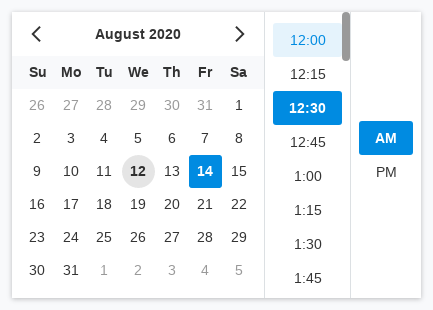 August 2020
Su Mo Tu We Th Fr Sa
26 27 28 29 30 31 1
2 3 4 5 6 7 8
9 10 11 12 13 14 15
16 17 18 19 20 21 22
23 24 25 26 27 28 29
30 31 1 2 3 4 5
12:00
12:15
12:30
12:45
1:00
1:15
1:30
1:45
AM
PM